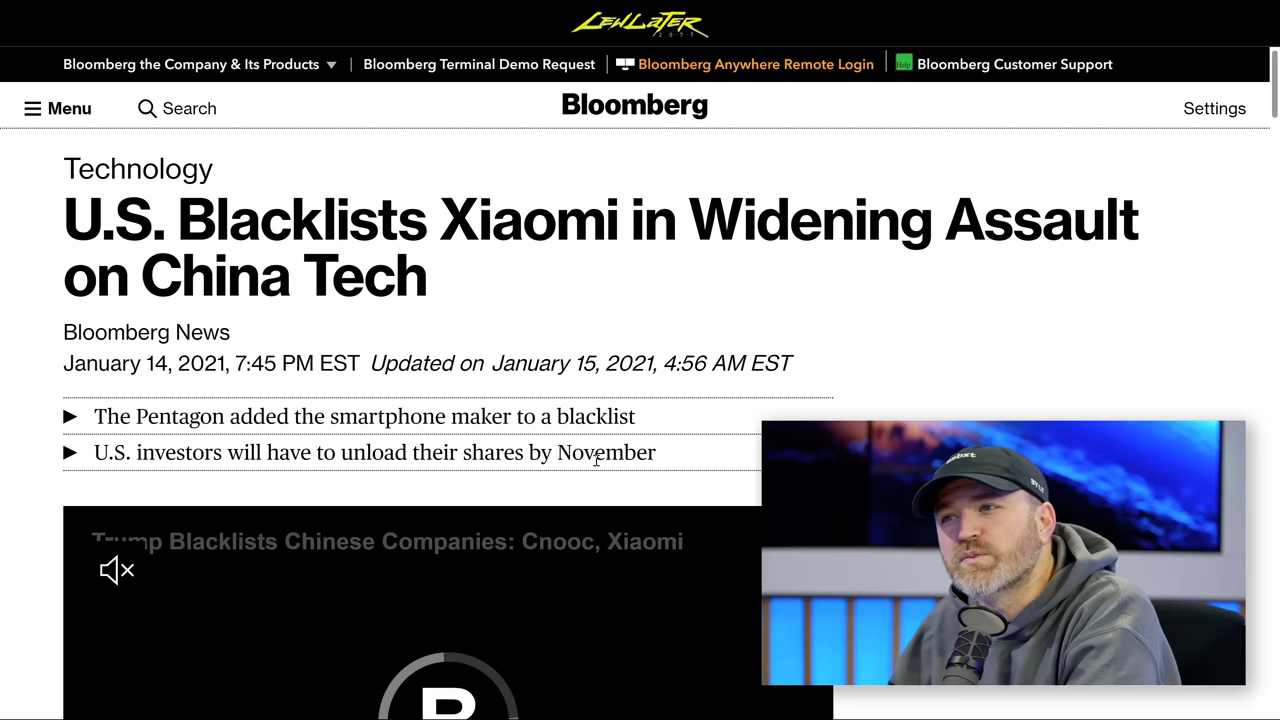 LEWLATER
2077
Bloomberg the Company & Its Products ▼ | Bloomberg Terminal Demo Request | Bloomberg Anywhere Remote Login | Help Bloomberg Customer Support
Menu Search Bloomberg Settings
Technology
U.S. Blacklists Xiaomi in Widening Assault
on China Tech
Bloomberg News
January 14, 2021, 7:45 PM EST Updated on January 15, 2021, 4:56 AM EST
► The Pentagon added the smartphone maker to a blacklist
► U.S. investors will have to unload their shares by November
Trump Blacklists Chinese Companies: Cnooc, Xiaomi
B